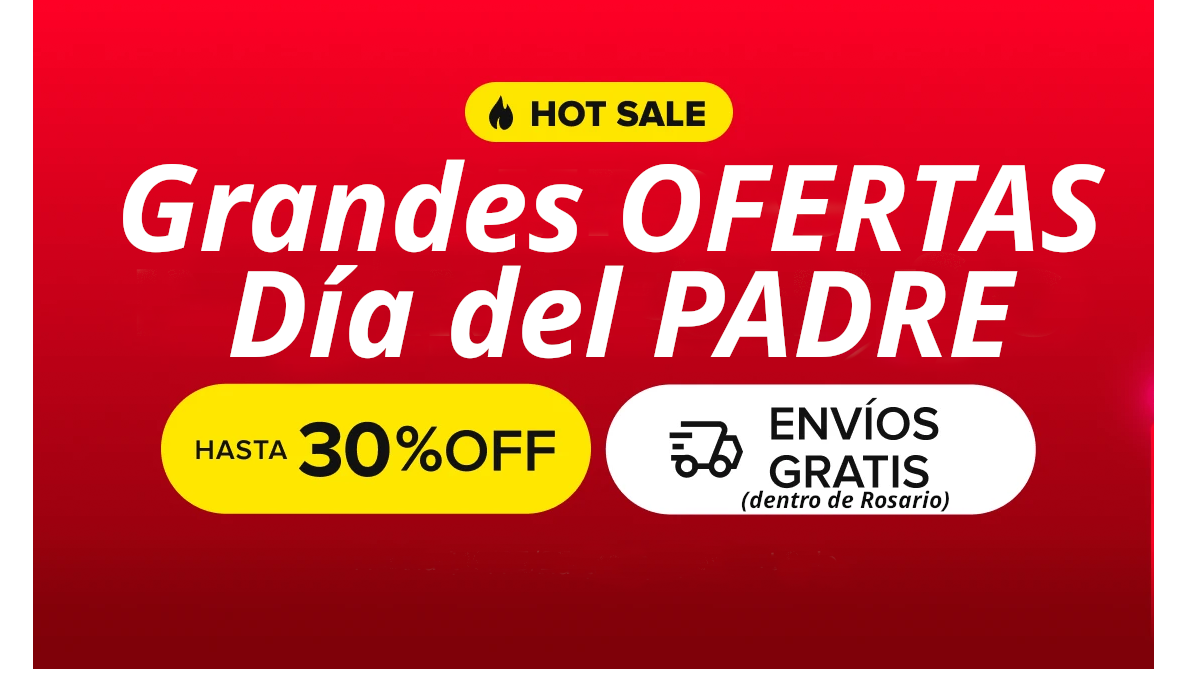 HOT SALE
Grandes OFERTAS
Día del PADRE
HASTA 30%OFF
ENVÍOS
GRATIS
(dentro de Rosario)